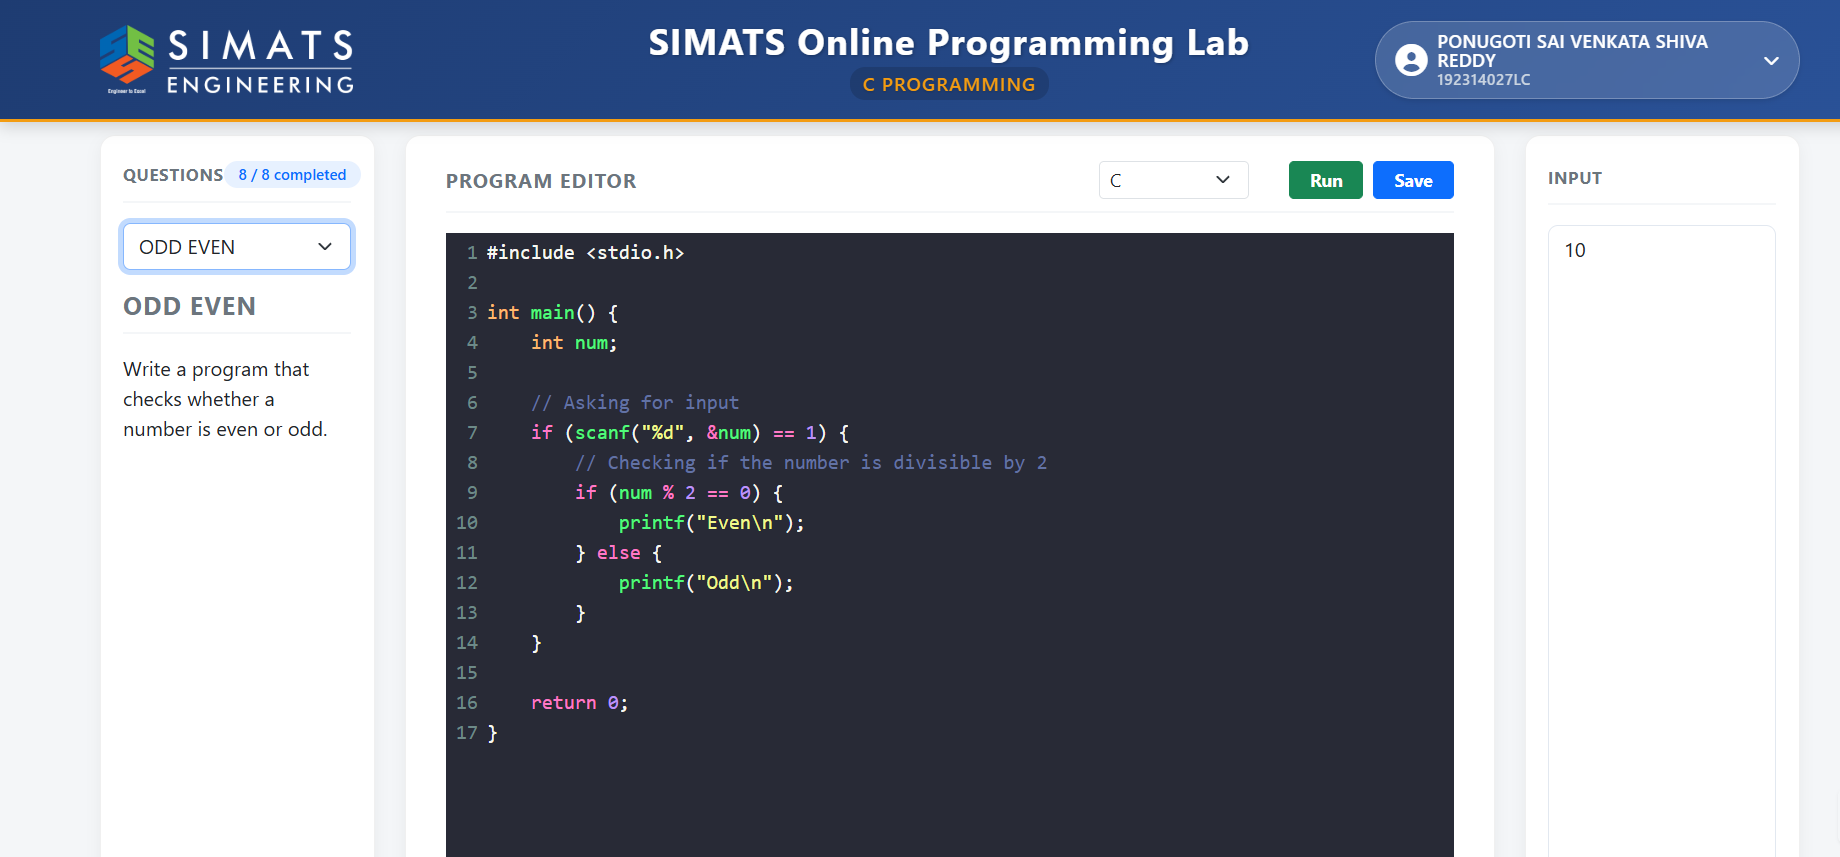 SIMATS
ENGINEERING
Engineer to Excel
SIMATS Online Programming Lab
C PROGRAMMING
PONUGOTI SAI VENKATA SHIVA
REDDY
192314027LC
QUESTIONS 8 / 8 completed
ODD EVEN
ODD EVEN
Write a program that
checks whether a
number is even or odd.
PROGRAM EDITOR
C
Run
Save
1 #include <stdio.h>
2
3 int main() {
4     int num;
5
6     // Asking for input
7     if (scanf("%d", &num) == 1) {
8         // Checking if the number is divisible by 2
9         if (num % 2 == 0) {
10             printf("Even\n");
11         } else {
12             printf("Odd\n");
13         }
14     }
15
16     return 0;
17 }
INPUT
10